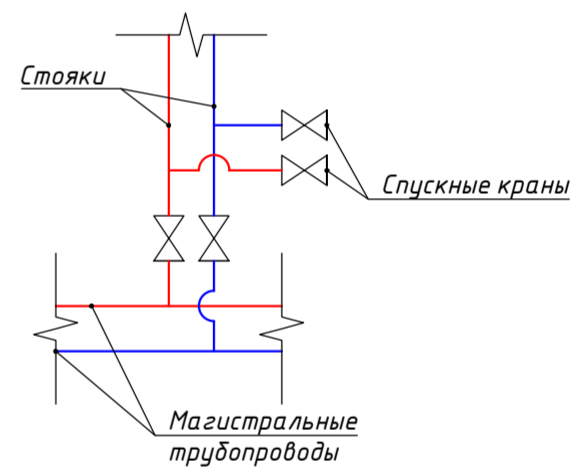 Стояки
Спускные краны
Магистральные
трубопроводы